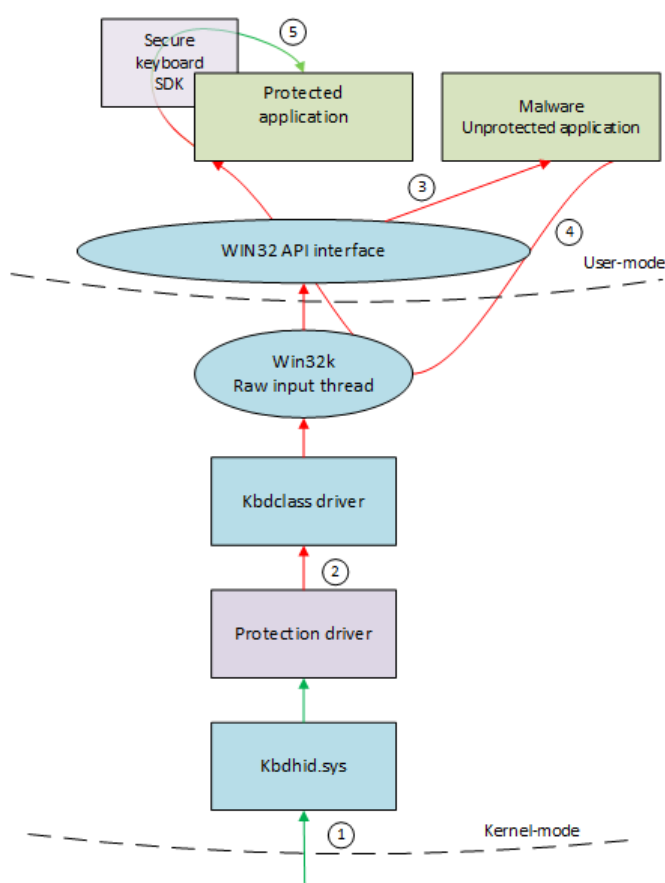 5
Secure
keyboard
SDK
Protected
application
Malware
Unprotected application
3
4
WIN32 API interface
User-mode
Win32k
Raw input thread
Kbdclass driver
2
Protection driver
Kbdhid.sys
1
Kernel-mode